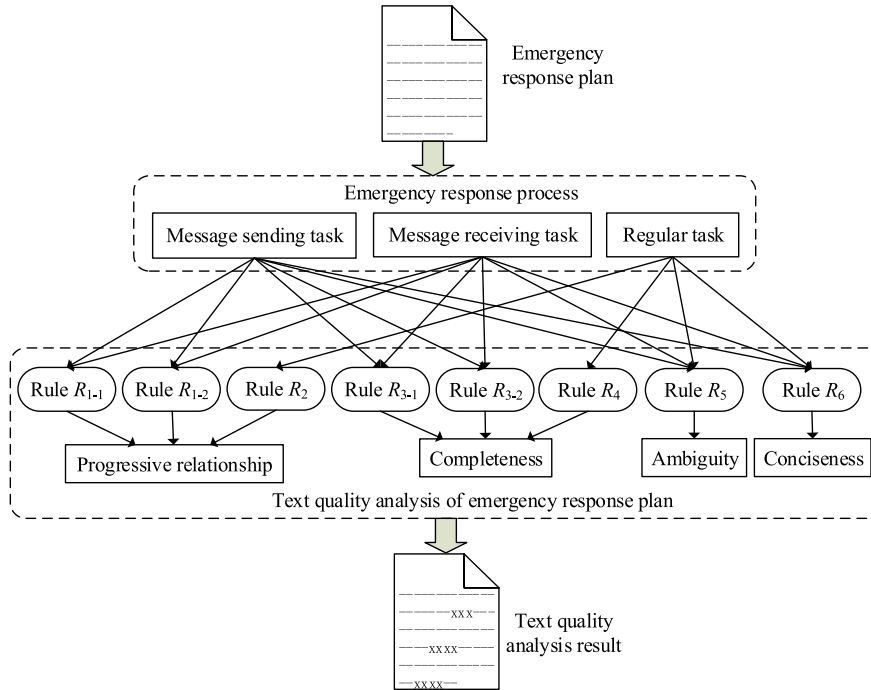 Emergency
response plan
Emergency response process
Message sending task
Message receiving task
Regular task
Rule R1-1
Rule R1-2
Rule R2
Rule R3-1
Rule R3-2
Rule R4
Rule R5
Rule R6
Progressive relationship
Completeness
Ambiguity
Conciseness
Text quality analysis of emergency response plan
xxx
xxxx
xxxx
Text quality
analysis result